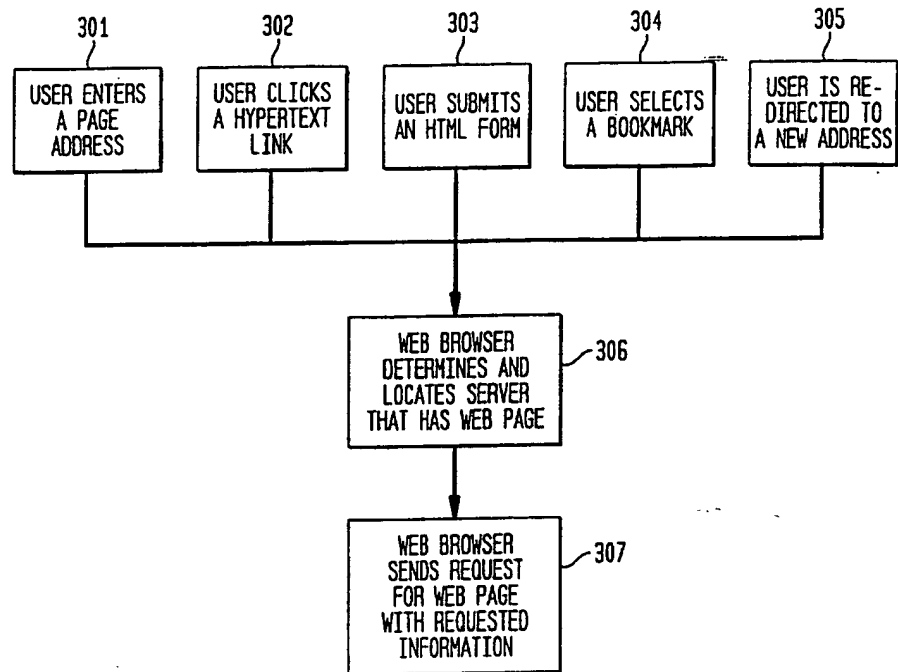 301
302
303
304
305
USER ENTERS
A PAGE
ADDRESS
USER CLICKS
A HYPERTEXT
LINK
USER SUBMITS
AN HTML FORM
USER SELECTS
A BOOKMARK
USER IS RE-
DIRECTED TO
A NEW ADDRESS
WEB BROWSER
DETERMINES AND
LOCATES SERVER
THAT HAS WEB PAGE
306
WEB BROWSER
SENDS REQUEST
FOR WEB PAGE
WITH REQUESTED
INFORMATION
307